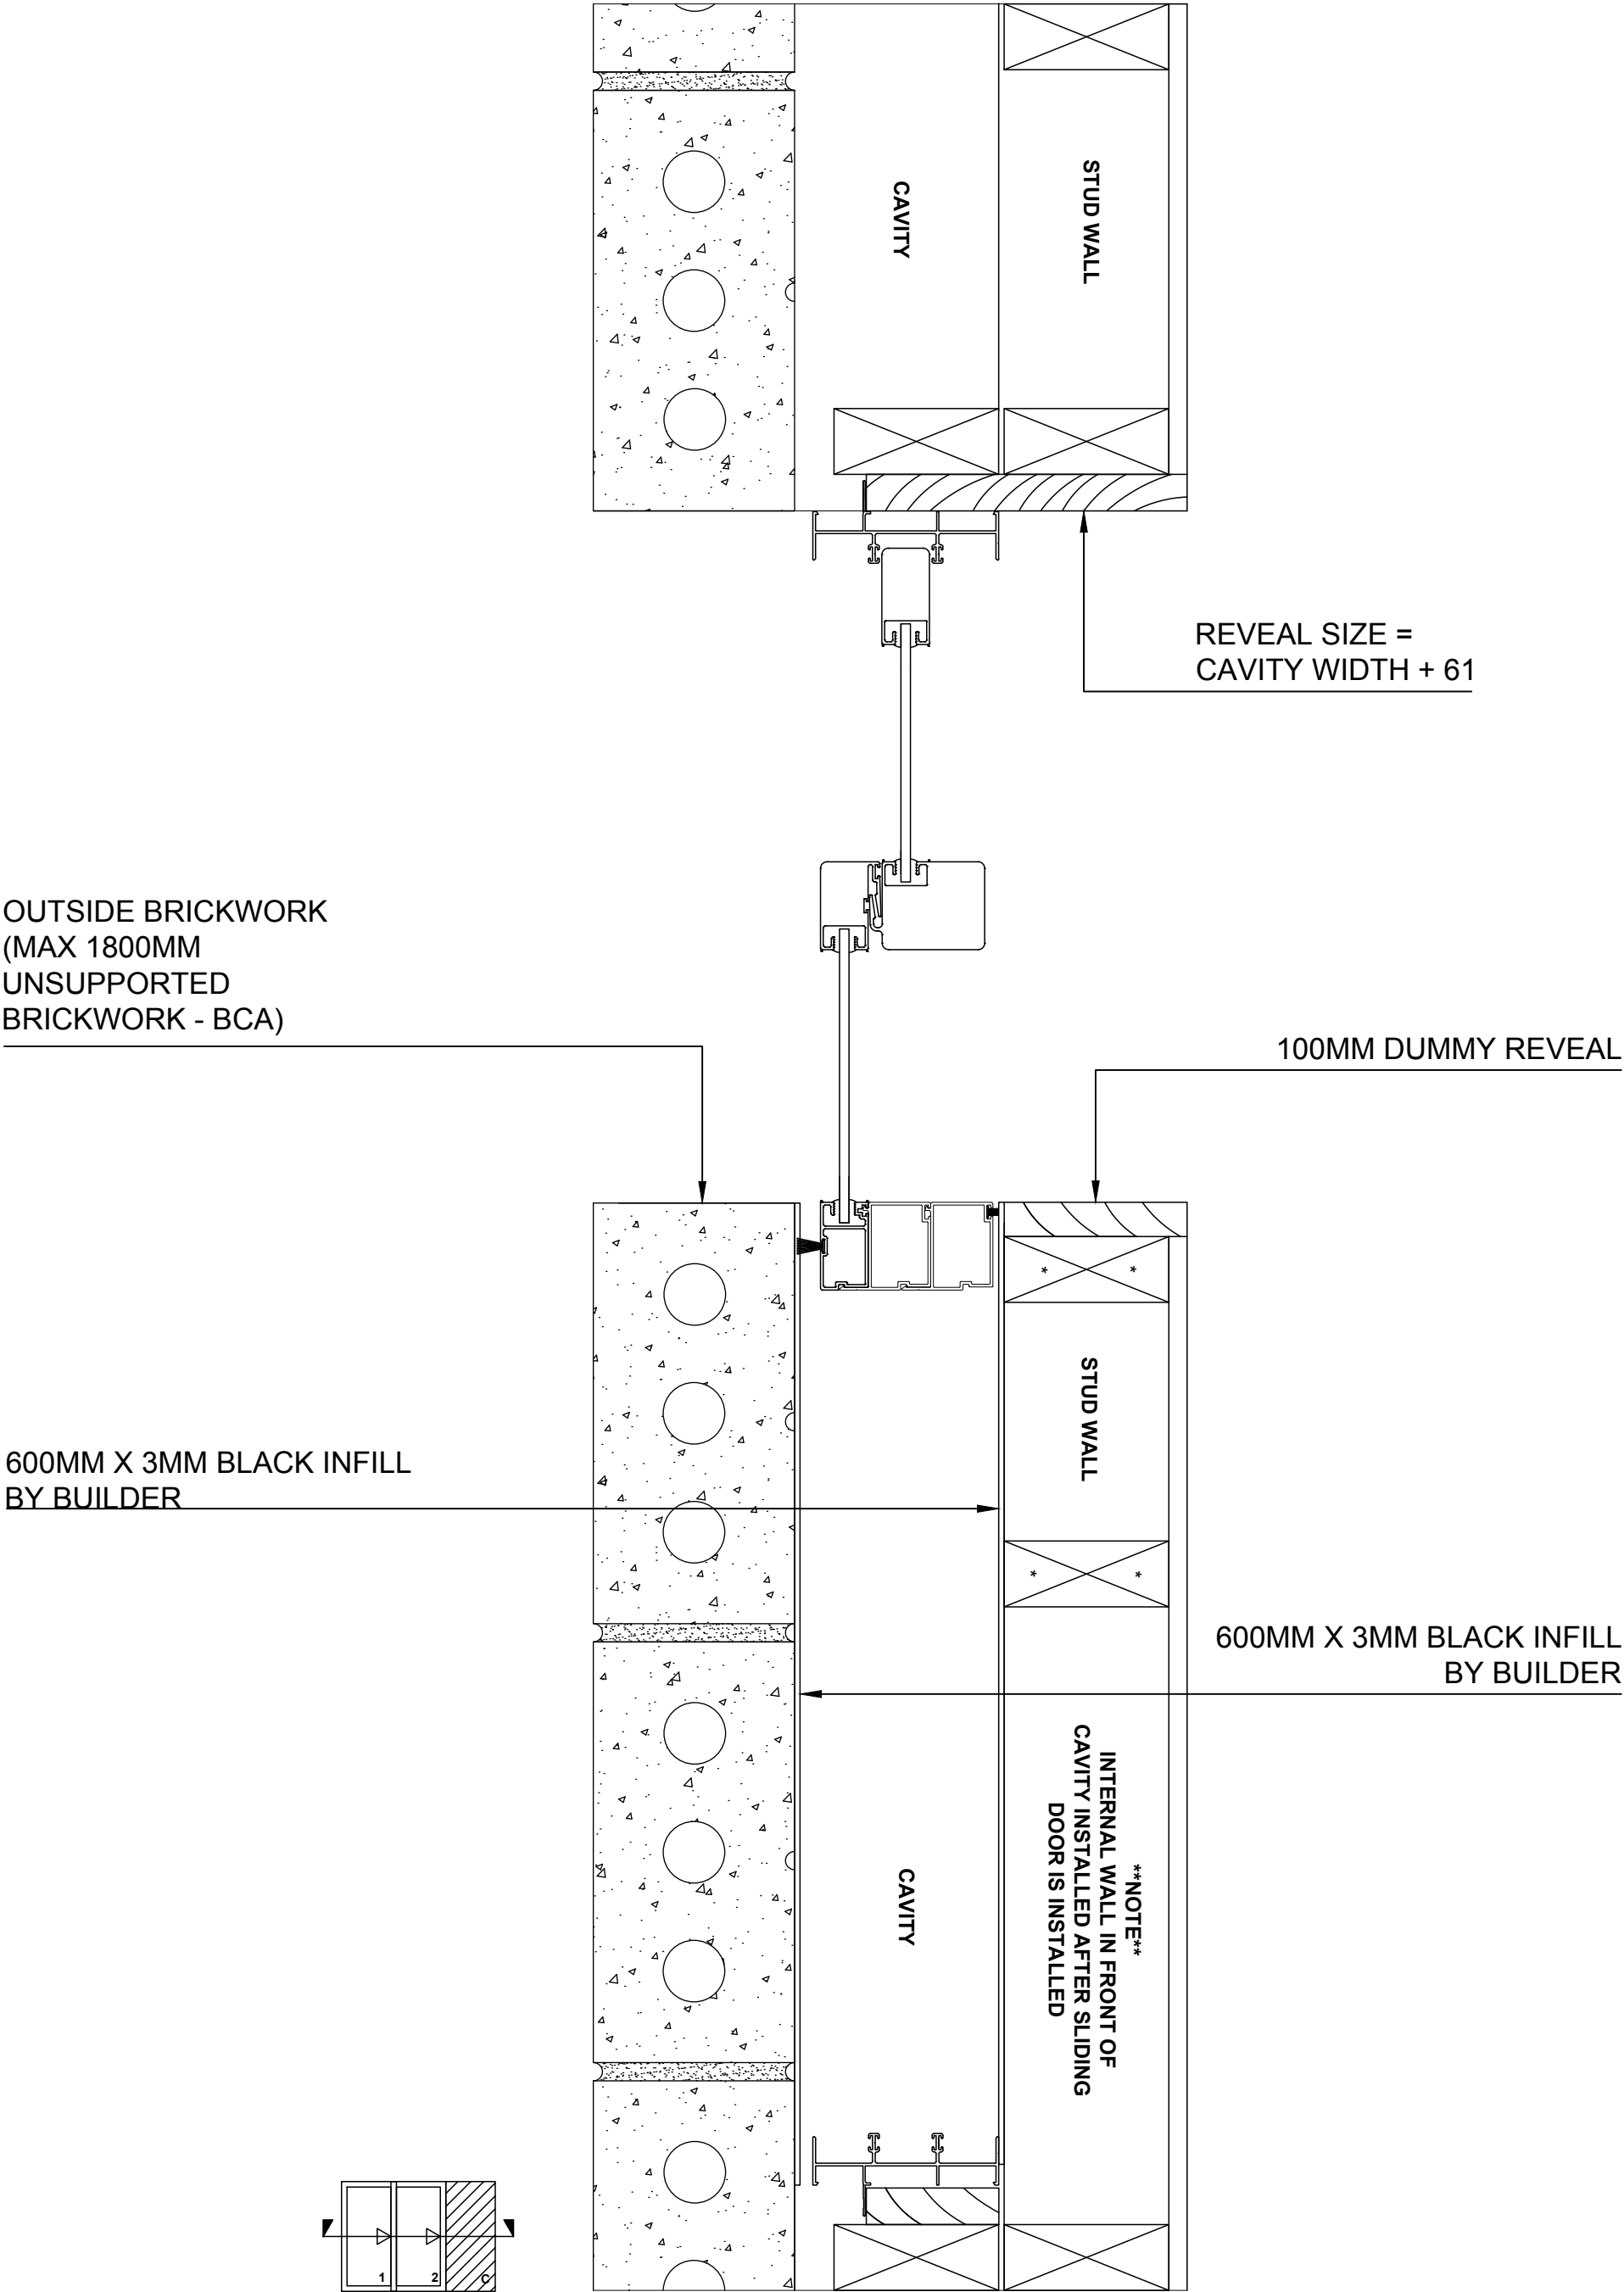 CAVITY
STUD WALL
REVEAL SIZE =
CAVITY WIDTH + 61
OUTSIDE BRICKWORK
(MAX 1800MM
UNSUPPORTED
BRICKWORK - BCA)
100MM DUMMY REVEAL
* *
STUD WALL
600MM X 3MM BLACK INFILL
BY BUILDER
* *
600MM X 3MM BLACK INFILL
BY BUILDER
**NOTE**
INTERNAL WALL IN FRONT OF
CAVITY INSTALLED AFTER SLIDING
DOOR IS INSTALLED
CAVITY
1 2 C